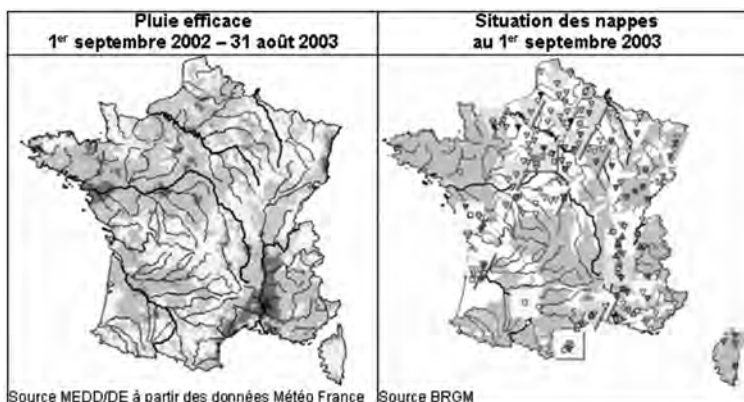 Pluie efficace
1er septembre 2002 – 31 août 2003
Situation des nappes
au 1er septembre 2003
Source MEDD/DE à partir des données Météo France
Source BRGM